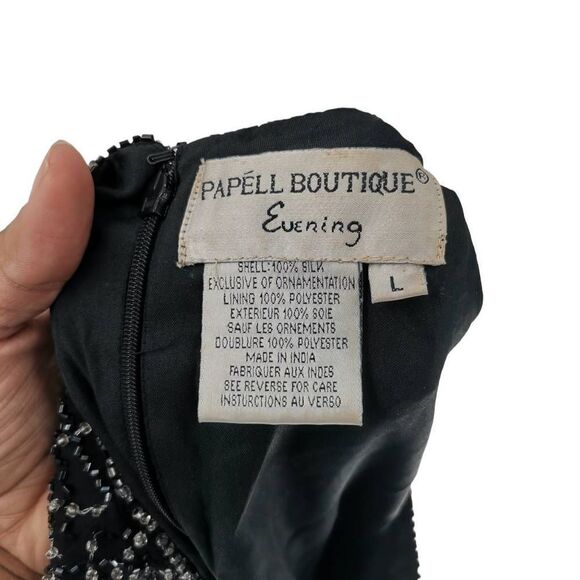 PAPÉLL BOUTIQUE®
Evening
L
SHELL: 100% SILK
EXCLUSIVE OF ORNAMENTATION
LINING 100% POLYESTER
EXTERIEUR 100% SOIE
SAUF LES ORNEMENTS
DOUBLURE 100% POLYESTER
MADE IN INDIA
FABRIQUER AUX INDES
SEE REVERSE FOR CARE
INSTURCTIONS AU VERSO